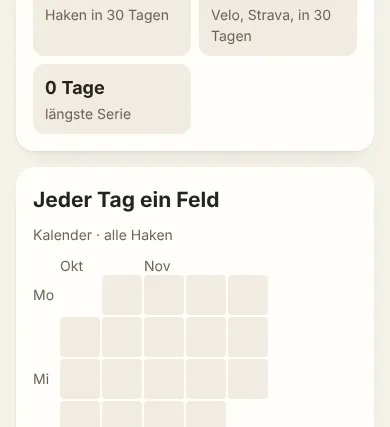 Haken in 30 Tagen
Velo, Strava, in 30
Tagen
0 Tage
längste Serie
Jeder Tag ein Feld
Kalender · alle Haken
Okt
Nov
Mo
Mi